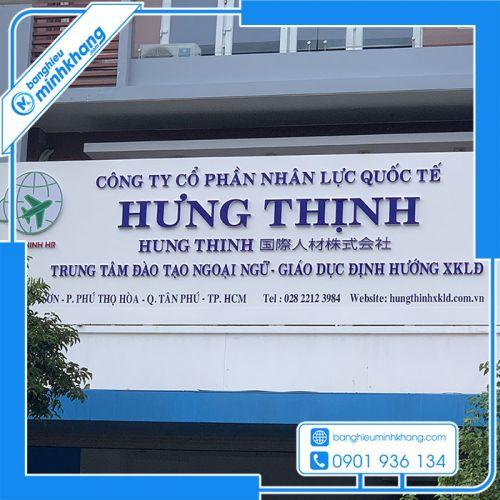 banghieu
minhkhang
CÔNG TY CỔ PHẦN NHÂN LỰC QUỐC TẾ
HƯNG THỊNH
HUNG THINH 国際人材株式会社
TRUNG TÂM ĐÀO TẠO NGOẠI NGỮ - GIÁO DỤC ĐỊNH HƯỚNG XKLĐ
- P. PHÚ THỌ HÒA - Q. TÂN PHÚ - TP. HCM Tel : 028 2212 3984 Website: hungthinhxkld.com.vn
HR
banghieuminhkhang.com
0901 936 134